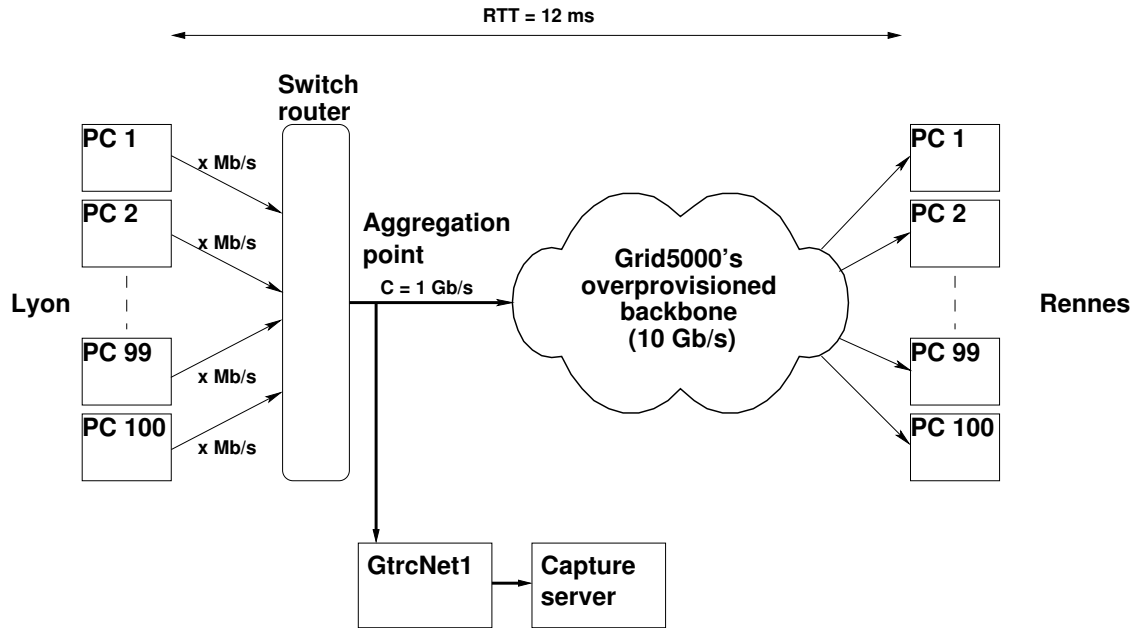 RTT = 12 ms
Switch
router
PC 1
x Mb/s
PC 2
x Mb/s
Lyon
PC 99
x Mb/s
PC 100
x Mb/s
Aggregation
point
C = 1 Gb/s
Grid5000's
overprovisioned
backbone
(10 Gb/s)
PC 1
PC 2
Rennes
PC 99
PC 100
GtrcNet1
Capture
server